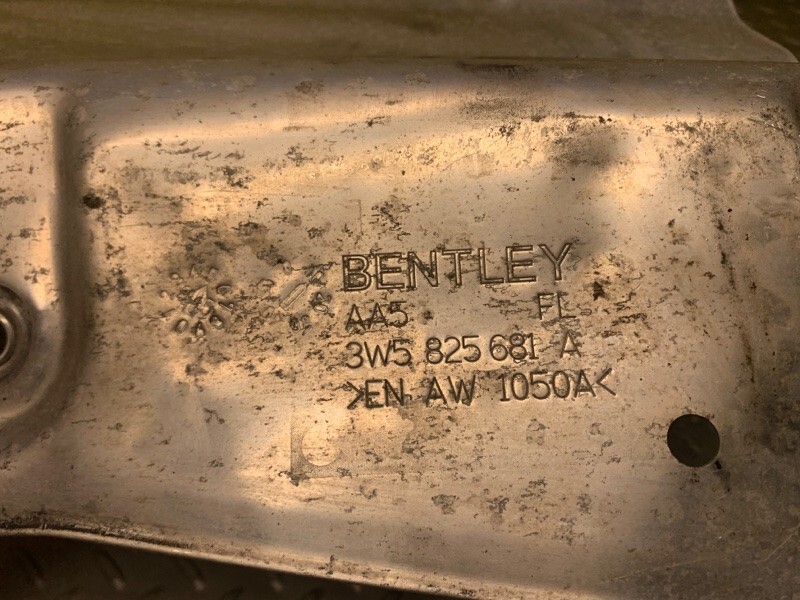 BENTLEY
AA5 FL
3W5 825 681 A
>EN AW 1050A<